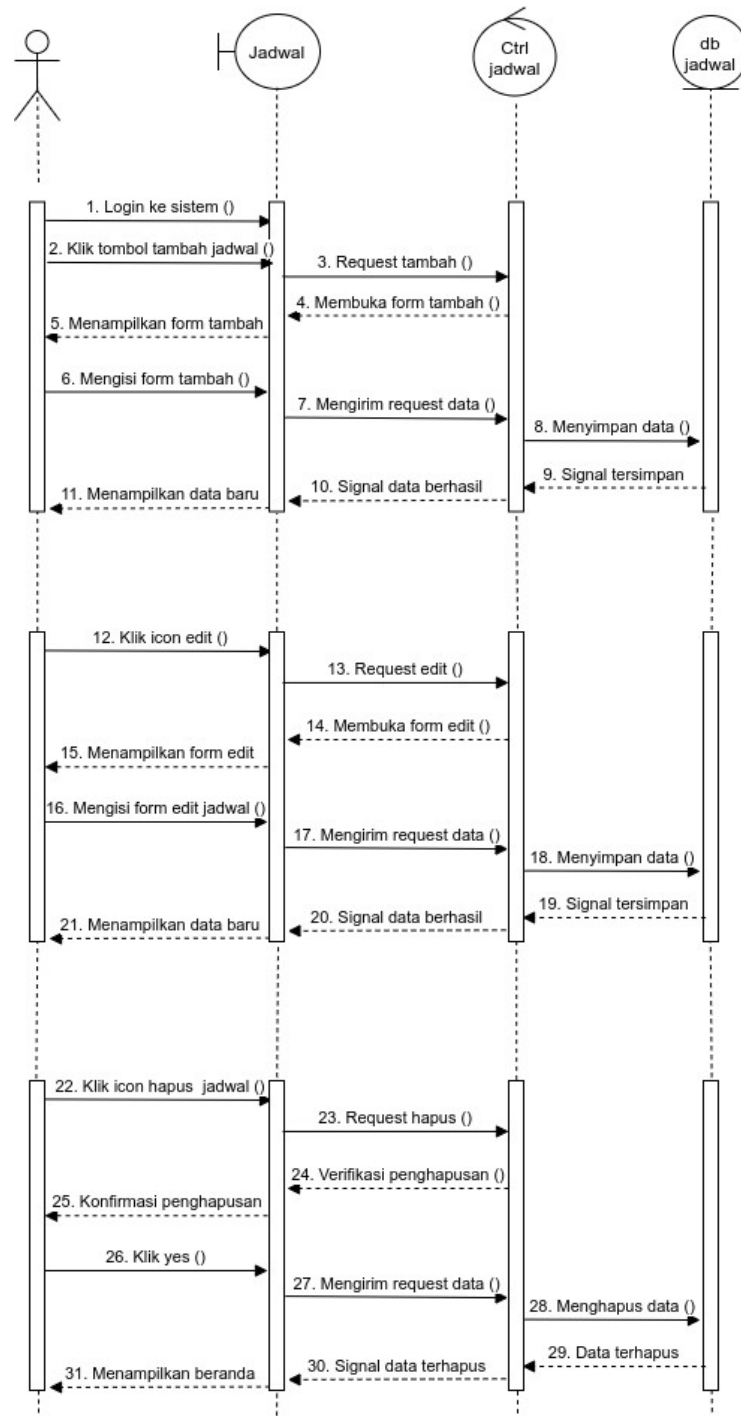 Jadwal
Ctrl
jadwal
db
jadwal
1. Login ke sistem ()
2. Klik tombol tambah jadwal ()
3. Request tambah ()
4. Membuka form tambah ()
5. Menampilkan form tambah
6. Mengisi form tambah ()
7. Mengirim request data ()
8. Menyimpan data ()
9. Signal tersimpan
10. Signal data berhasil
11. Menampilkan data baru
12. Klik icon edit ()
13. Request edit ()
14. Membuka form edit ()
15. Menampilkan form edit
16. Mengisi form edit jadwal ()
17. Mengirim request data ()
18. Menyimpan data ()
19. Signal tersimpan
20. Signal data berhasil
21. Menampilkan data baru
22. Klik icon hapus jadwal ()
23. Request hapus ()
24. Verifikasi penghapusan ()
25. Konfirmasi penghapusan
26. Klik yes ()
27. Mengirim request data ()
28. Menghapus data ()
29. Data terhapus
30. Signal data terhapus
31. Menampilkan beranda